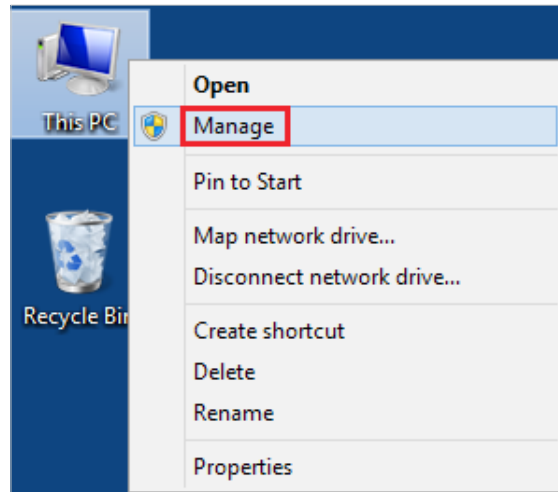 This PC
Open
Manage
Pin to Start
Map network drive...
Disconnect network drive...
Recycle Bin
Create shortcut
Delete
Rename
Properties